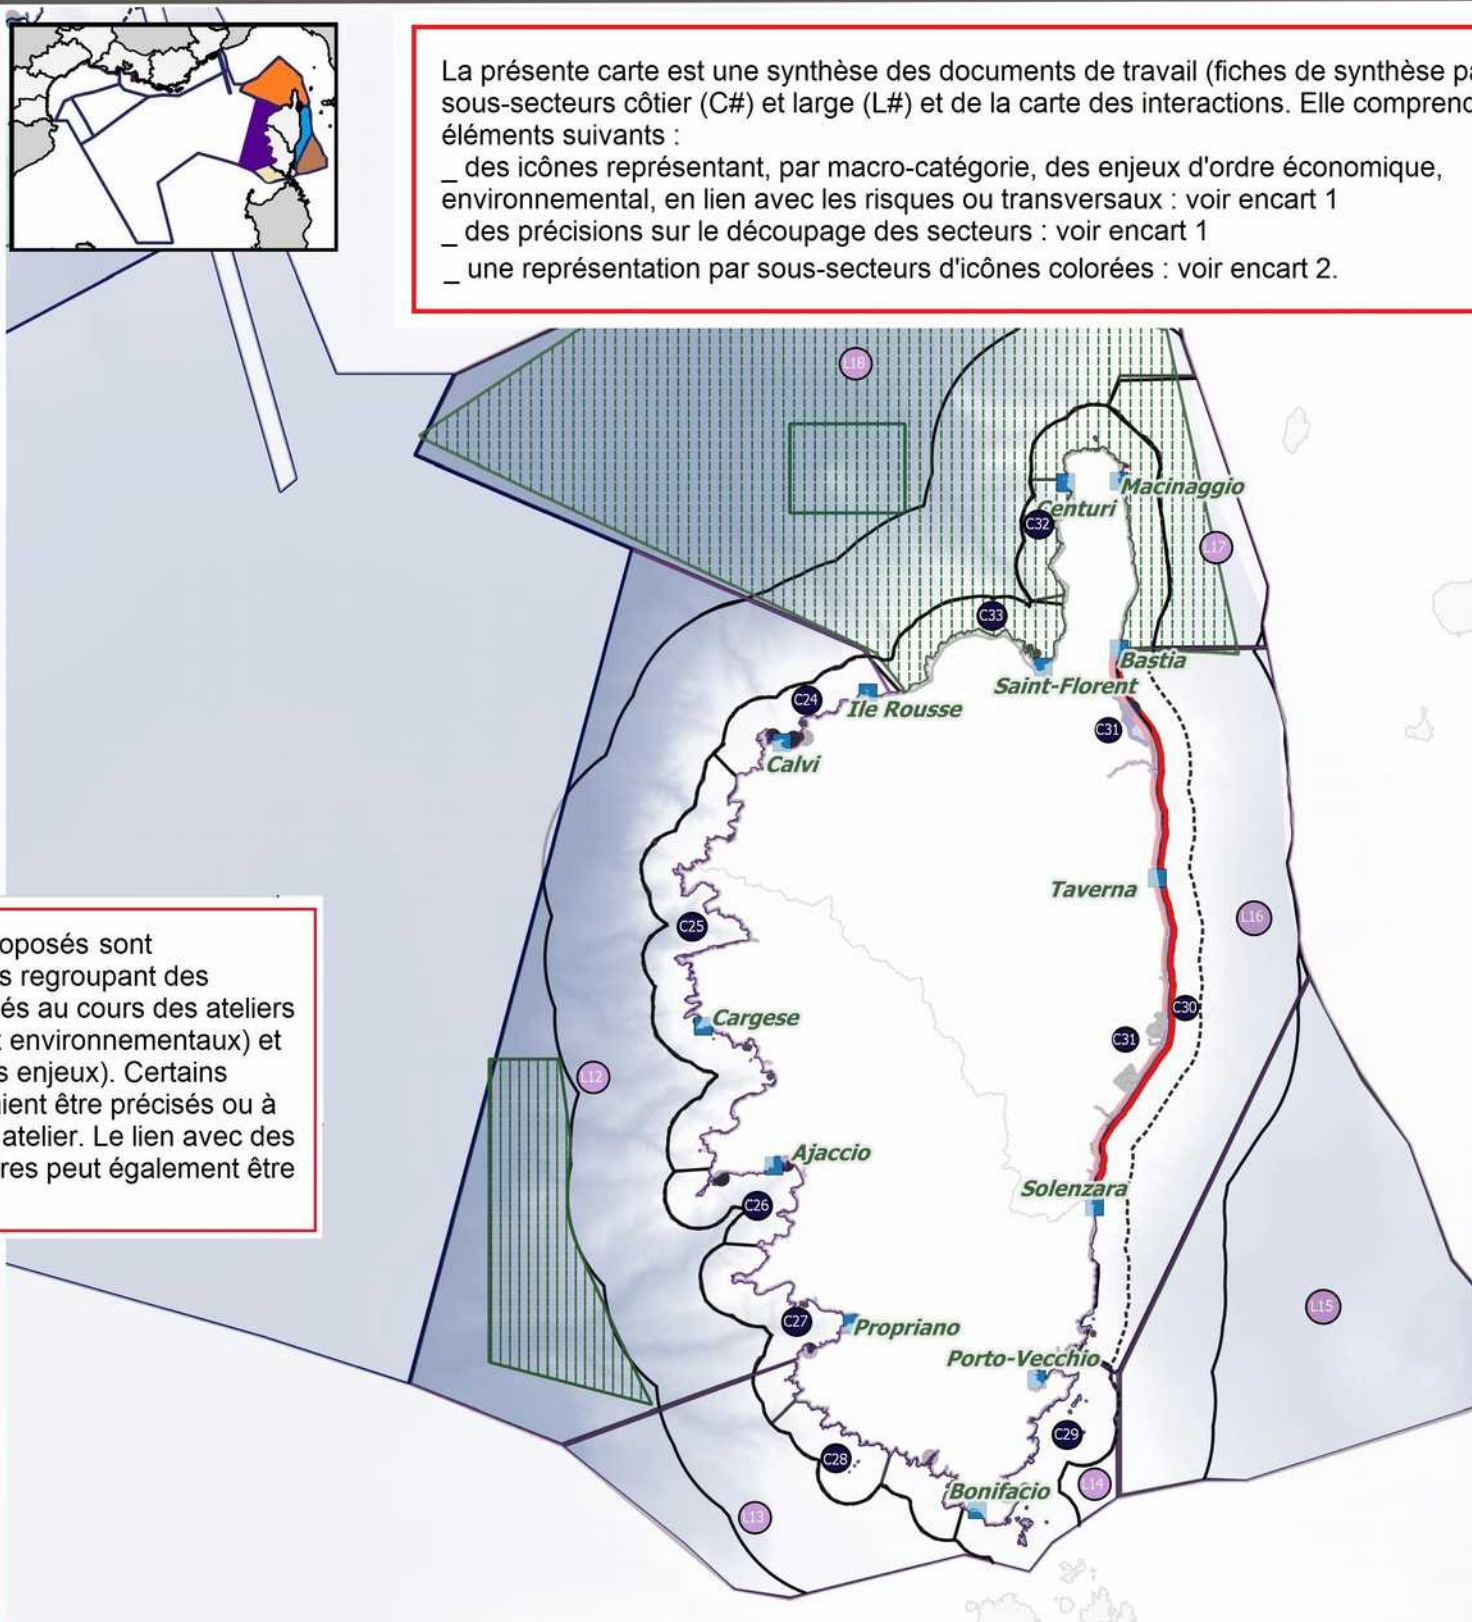 La présente carte est une synthèse des documents de travail (fiches de synthèse pa
sous-secteurs côtier (C#) et large (L#) et de la carte des interactions. Elle comprend
éléments suivants :
_ des icônes représentant, par macro-catégorie, des enjeux d'ordre économique,
environnemental, en lien avec les risques ou transversaux : voir encart 1
_ des précisions sur le découpage des secteurs : voir encart 1
_ une représentation par sous-secteurs d'icônes colorées : voir encart 2.
L18
Macinaggio
Centuri
C32
L17
C33
Bastia
Saint-Florent
C24
Ile Rousse
C31
Calvi
Taverna
L16
C25
oposés sont
s regroupant des
és au cours des ateliers
t environnementaux) et
s enjeux). Certains
aient être précisés ou à
atelier. Le lien avec des
res peut également être
C30
Cargese
C31
L12
Ajaccio
Solenzara
C26
L15
C27
Propriano
Porto-Vecchio
C29
C28
L14
Bonifacio
L13